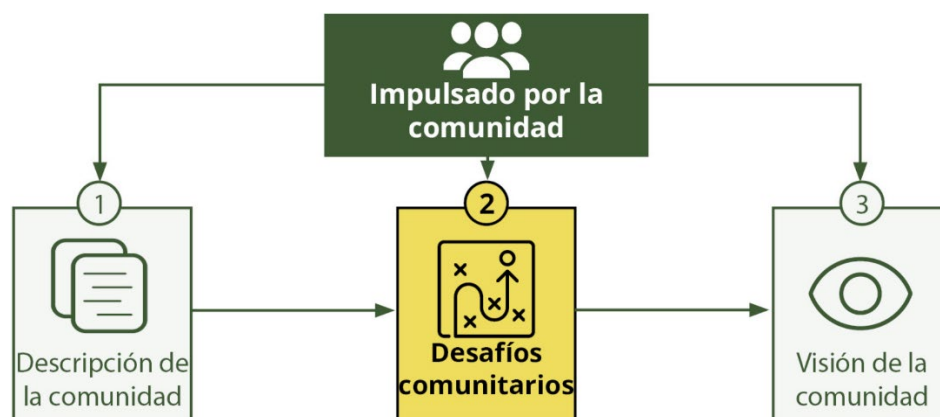 Impulsado por la
comunidad
1
Descripción de
la comunidad
2
Desafíos
comunitarios
3
Visión de la
comunidad